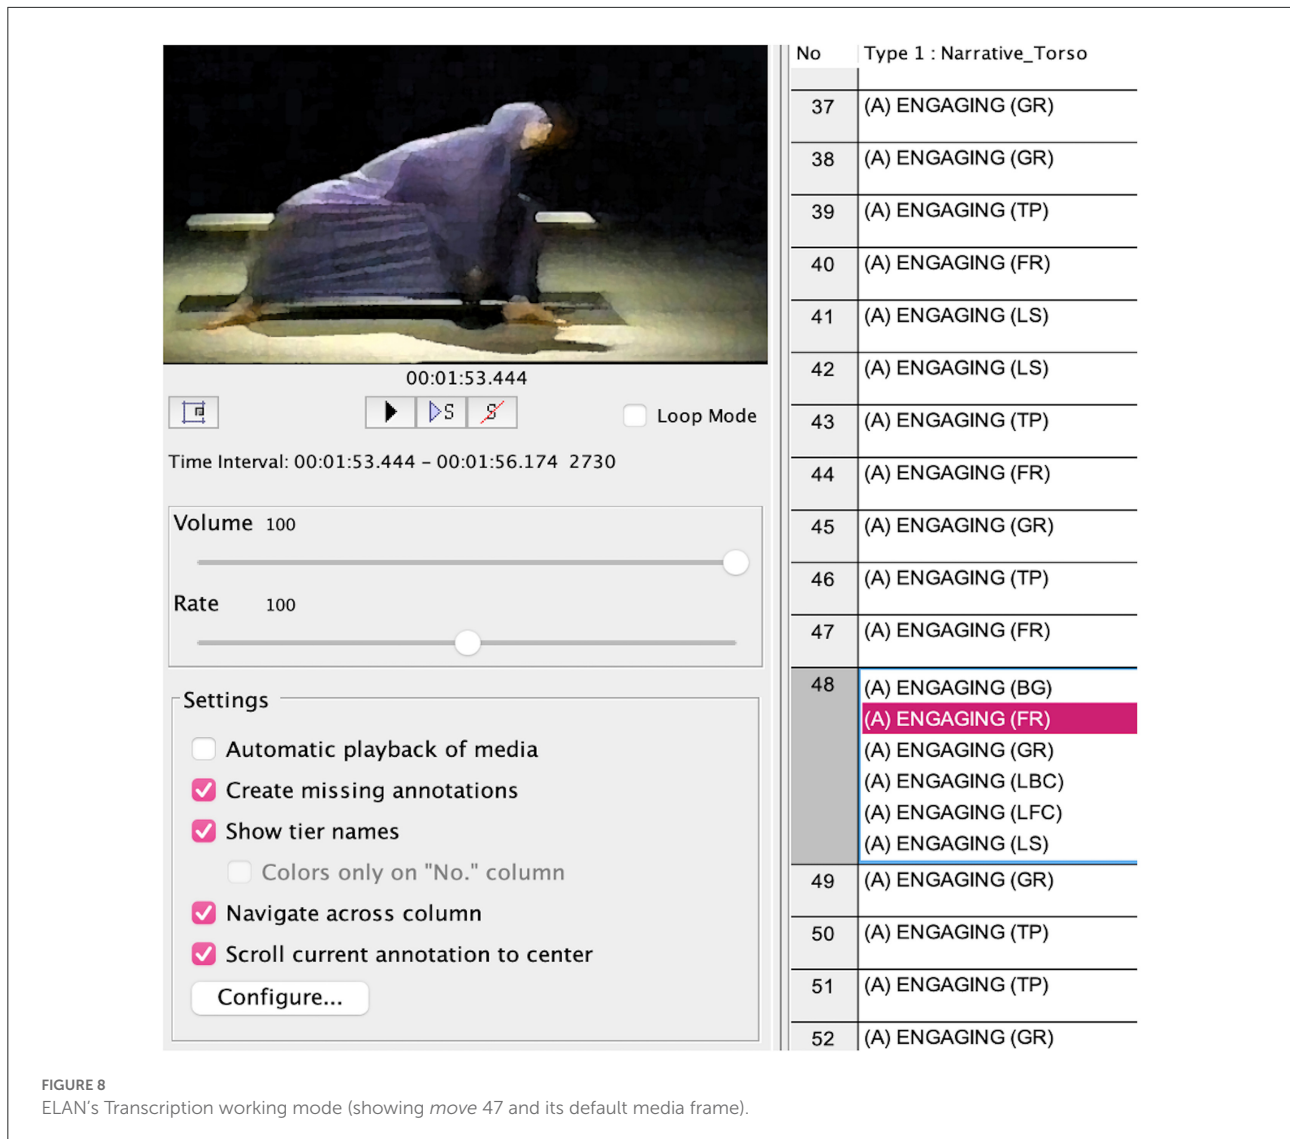 00:01:53.444
Loop Mode
Time Interval: 00:01:53.444 – 00:01:56.174 2730
Volume 100
Rate 100
Settings
Automatic playback of media
Create missing annotations
Show tier names
Colors only on "No." column
Navigate across column
Scroll current annotation to center
Configure...
No Type 1 : Narrative_Torso
37 (A) ENGAGING (GR)
38 (A) ENGAGING (GR)
39 (A) ENGAGING (TP)
40 (A) ENGAGING (FR)
41 (A) ENGAGING (LS)
42 (A) ENGAGING (LS)
43 (A) ENGAGING (TP)
44 (A) ENGAGING (FR)
45 (A) ENGAGING (GR)
46 (A) ENGAGING (TP)
47 (A) ENGAGING (FR)
48 (A) ENGAGING (BG)
(A) ENGAGING (FR)
(A) ENGAGING (GR)
(A) ENGAGING (LBC)
(A) ENGAGING (LFC)
(A) ENGAGING (LS)
49 (A) ENGAGING (GR)
50 (A) ENGAGING (TP)
51 (A) ENGAGING (TP)
52 (A) ENGAGING (GR)
FIGURE 8
ELAN's Transcription working mode (showing move 47 and its default media frame).